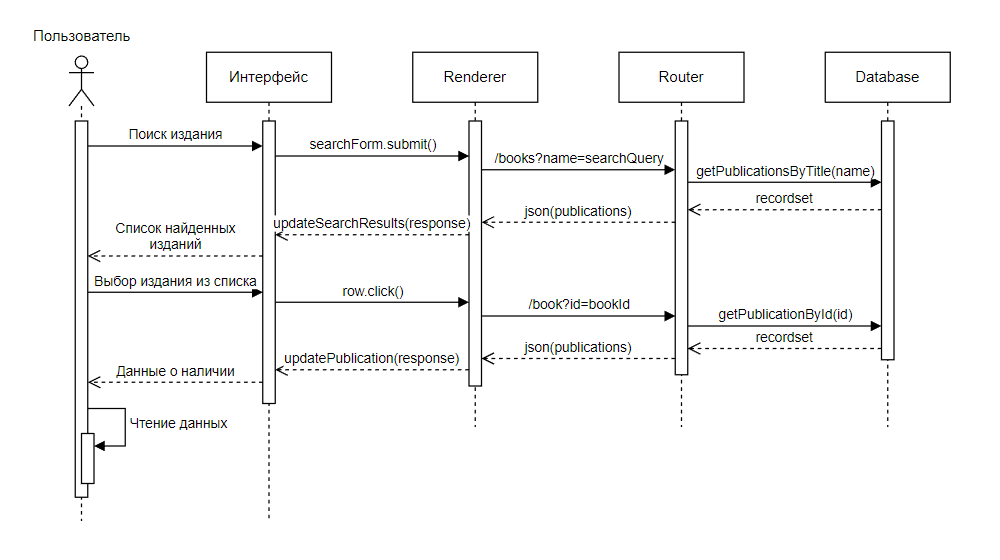 Пользователь
Интерфейс
Renderer
Router
Database
Поиск издания
searchForm.submit()
/books?name=searchQuery
getPublicationsByTitle(name)
recordset
json(publications)
updateSearchResults(response)
Список найденных
изданий
Выбор издания из списка
row.click()
/book?id=bookId
getPublicationById(id)
recordset
json(publications)
updatePublication(response)
Данные о наличии
Чтение данных